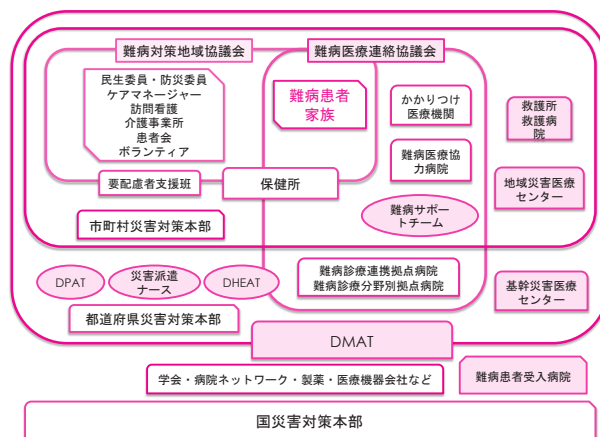 難病対策地域協議会
難病医療連絡協議会
民生委員・防災委員
ケアマネージャー
訪問看護
介護事業所
患者会
ボランティア
難病患者
家族
かかりつけ
医療機関
救護所
救護病
院
難病医療協
力病院
要配慮者支援班
保健所
地域災害医療
センター
市町村災害対策本部
難病サポー
トチーム
DPAT
災害派遣
ナース
DHEAT
難病診療連携拠点病院
難病診療分野別拠点病院
基幹災害医療
センター
都道府県災害対策本部
DMAT
学会・病院ネットワーク・製薬・医療機器会社など
難病患者受入病院
国災害対策本部